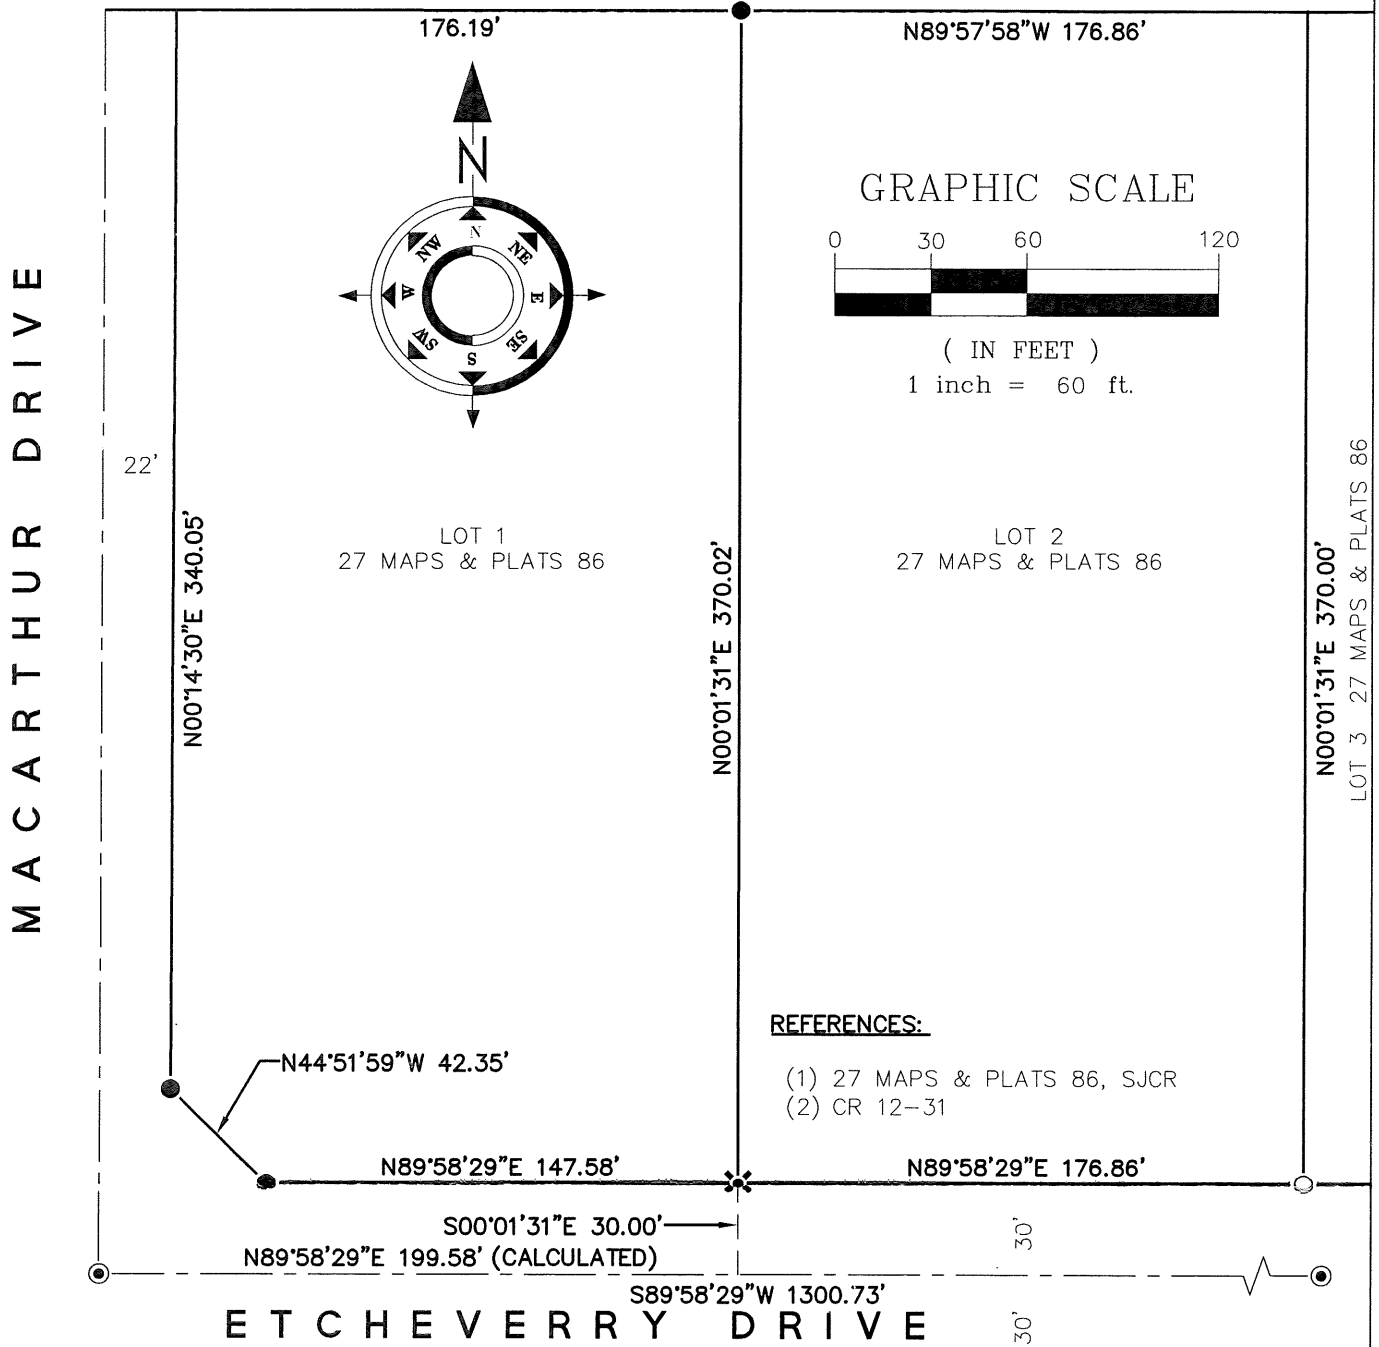 176.19'
N89°57'58"W 176.86'
N
N
NE
E
SE
S
SW
W
NW
GRAPHIC SCALE
0 30 60 120
( IN FEET )
1 inch = 60 ft.
MACARTHUR DRIVE
22'
N00°14'30"E 340.05'
LOT 1
27 MAPS & PLATS 86
N00°01'31"E 370.02'
LOT 2
27 MAPS & PLATS 86
N00°01'31"E 370.00'
LOT 3 27 MAPS & PLATS 86
REFERENCES:
(1) 27 MAPS & PLATS 86, SJCR
(2) CR 12-31
N44°51'59"W 42.35'
N89°58'29"E 147.58'
N89°58'29"E 176.86'
S00°01'31"E 30.00'
N89°58'29"E 199.58' (CALCULATED)
30'
S89°58'29"W 1300.73'
ETCHEVERRY DRIVE
30'